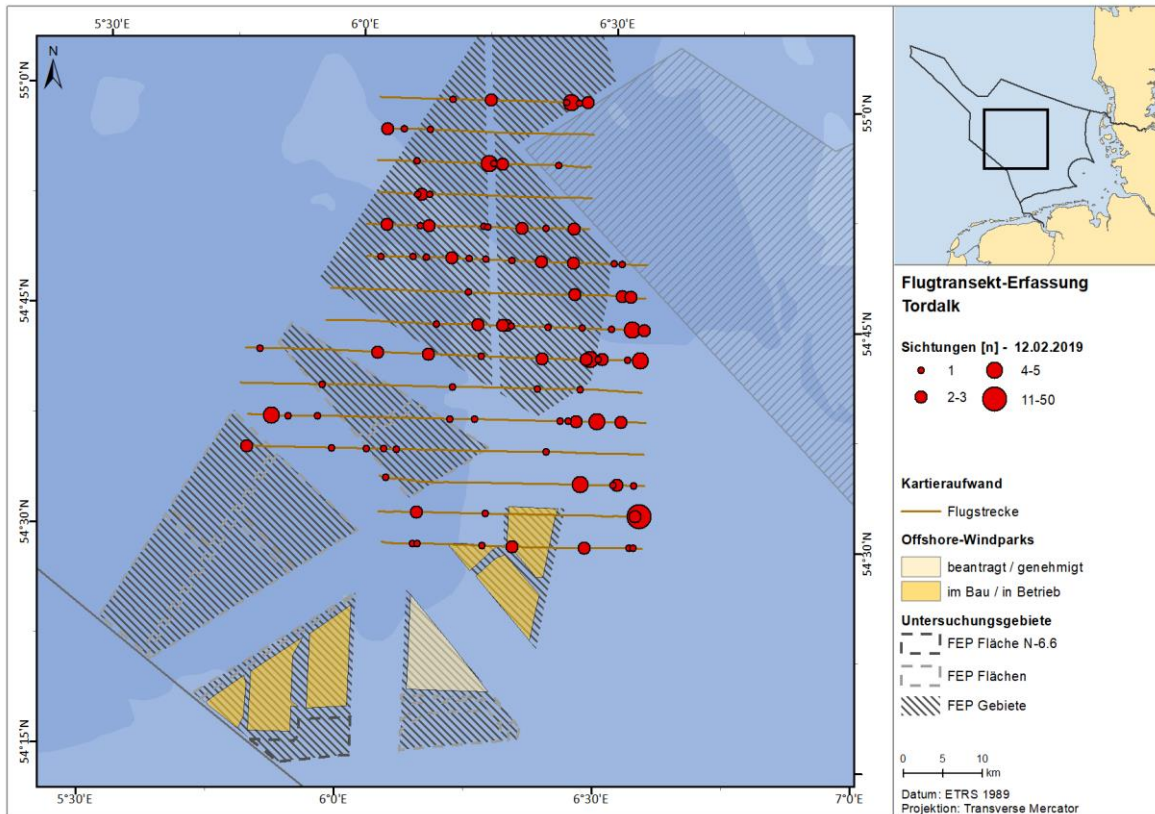 5°30'E
6°0'E
6°30'E
N
55°0'N
55°0'N
54°45'N
54°45'N
54°30'N
54°30'N
54°15'N
5°30'E
6°0'E
6°30'E
7°0'E
Flugtransekt-Erfassung
Tordalk
Sichtungen [n] - 12.02.2019
1
4-5
2-3
11-50
Kartieraufwand
Flugstrecke
Offshore-Windparks
beantragt / genehmigt
im Bau / in Betrieb
Untersuchungsgebiete
FEP Fläche N-6.6
FEP Flächen
FEP Gebiete
0 5 10
km
Datum: ETRS 1989
Projektion: Transverse Mercator